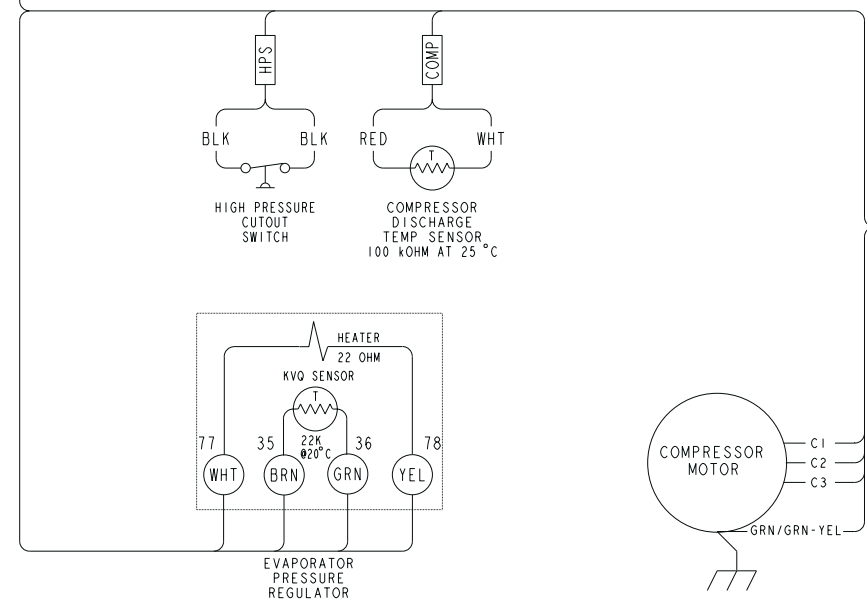 HPS
COMP
BLK
BLK
RED
WHT
T
HIGH PRESSURE
CUTOUT
SWITCH
COMPRESSOR
DISCHARGE
TEMP SENSOR
100 kOHM AT 25 °C
HEATER
22 OHM
KVQ SENSOR
T
77
35
22K
@20°C
36
78
WHT
BRN
GRN
YEL
EVAPORATOR
PRESSURE
REGULATOR
COMPRESSOR
MOTOR
C1
C2
C3
GRN/GRN-YEL